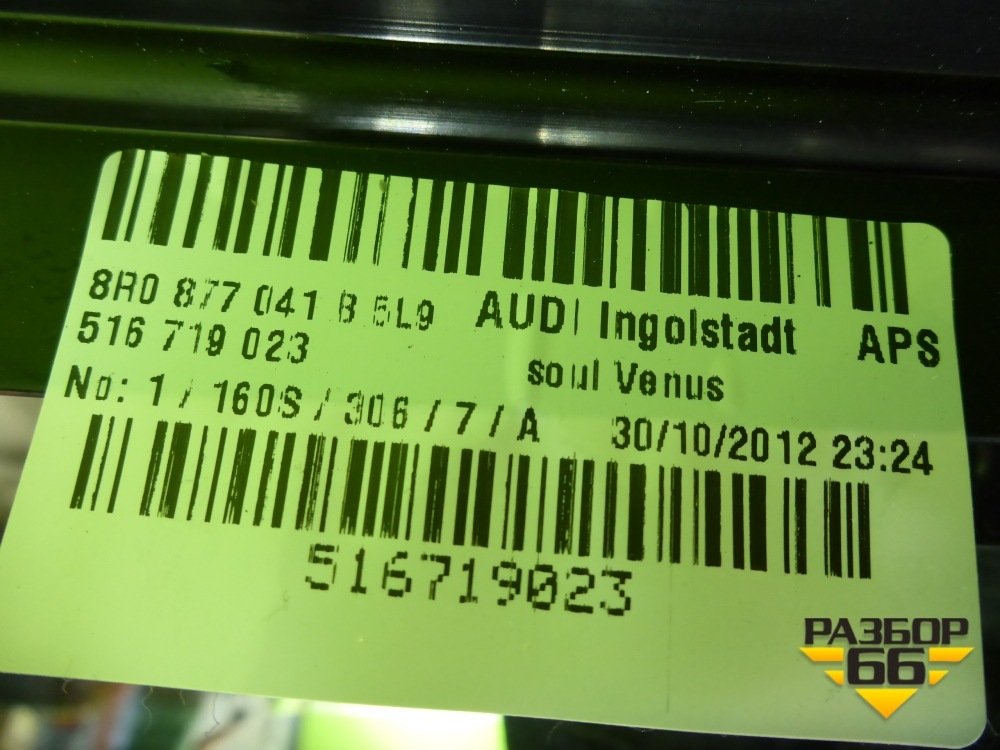 8R0 877 041 B 5L9 AUDI Ingolstadt APS
516 719 023
soul Venus
No: 1 / 160S / 306 / 7 / A 30/10/2012 23:24
516719023
РАЗБОР
66